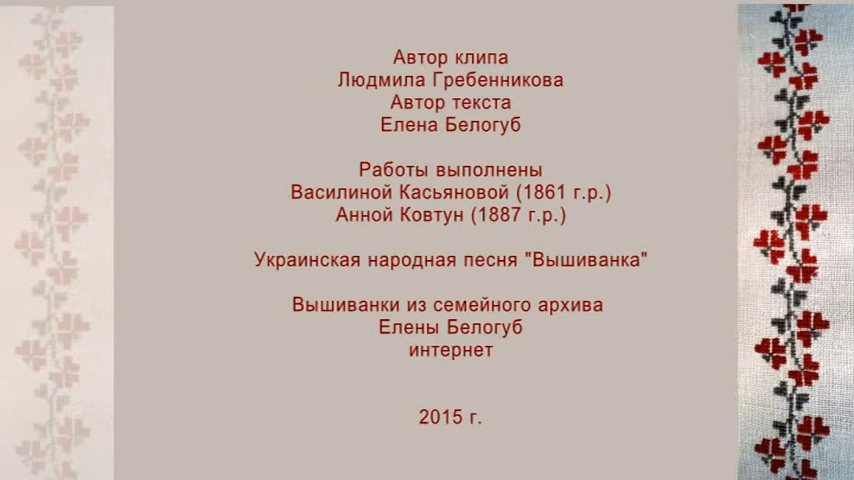 Автор клипа
Людмила Гребенникова
Автор текста
Елена Белогуб
Работы выполнены
Василиной Касьяновой (1861 г.р.)
Анной Ковтун (1887 г.р.)
Украинская народная песня "Вышиванка"
Вышиванки из семейного архива
Елены Белогуб
интернет
2015 г.